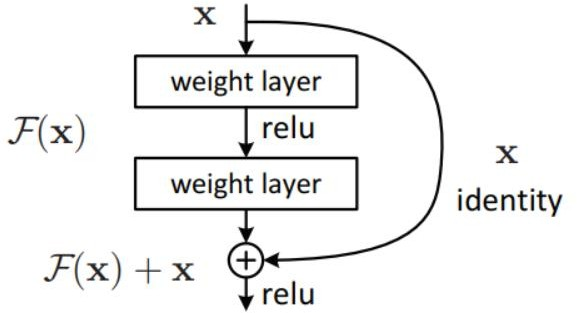 x
weight layer
relu
F(x)
weight layer
x
identity
F(x) + x
+
relu